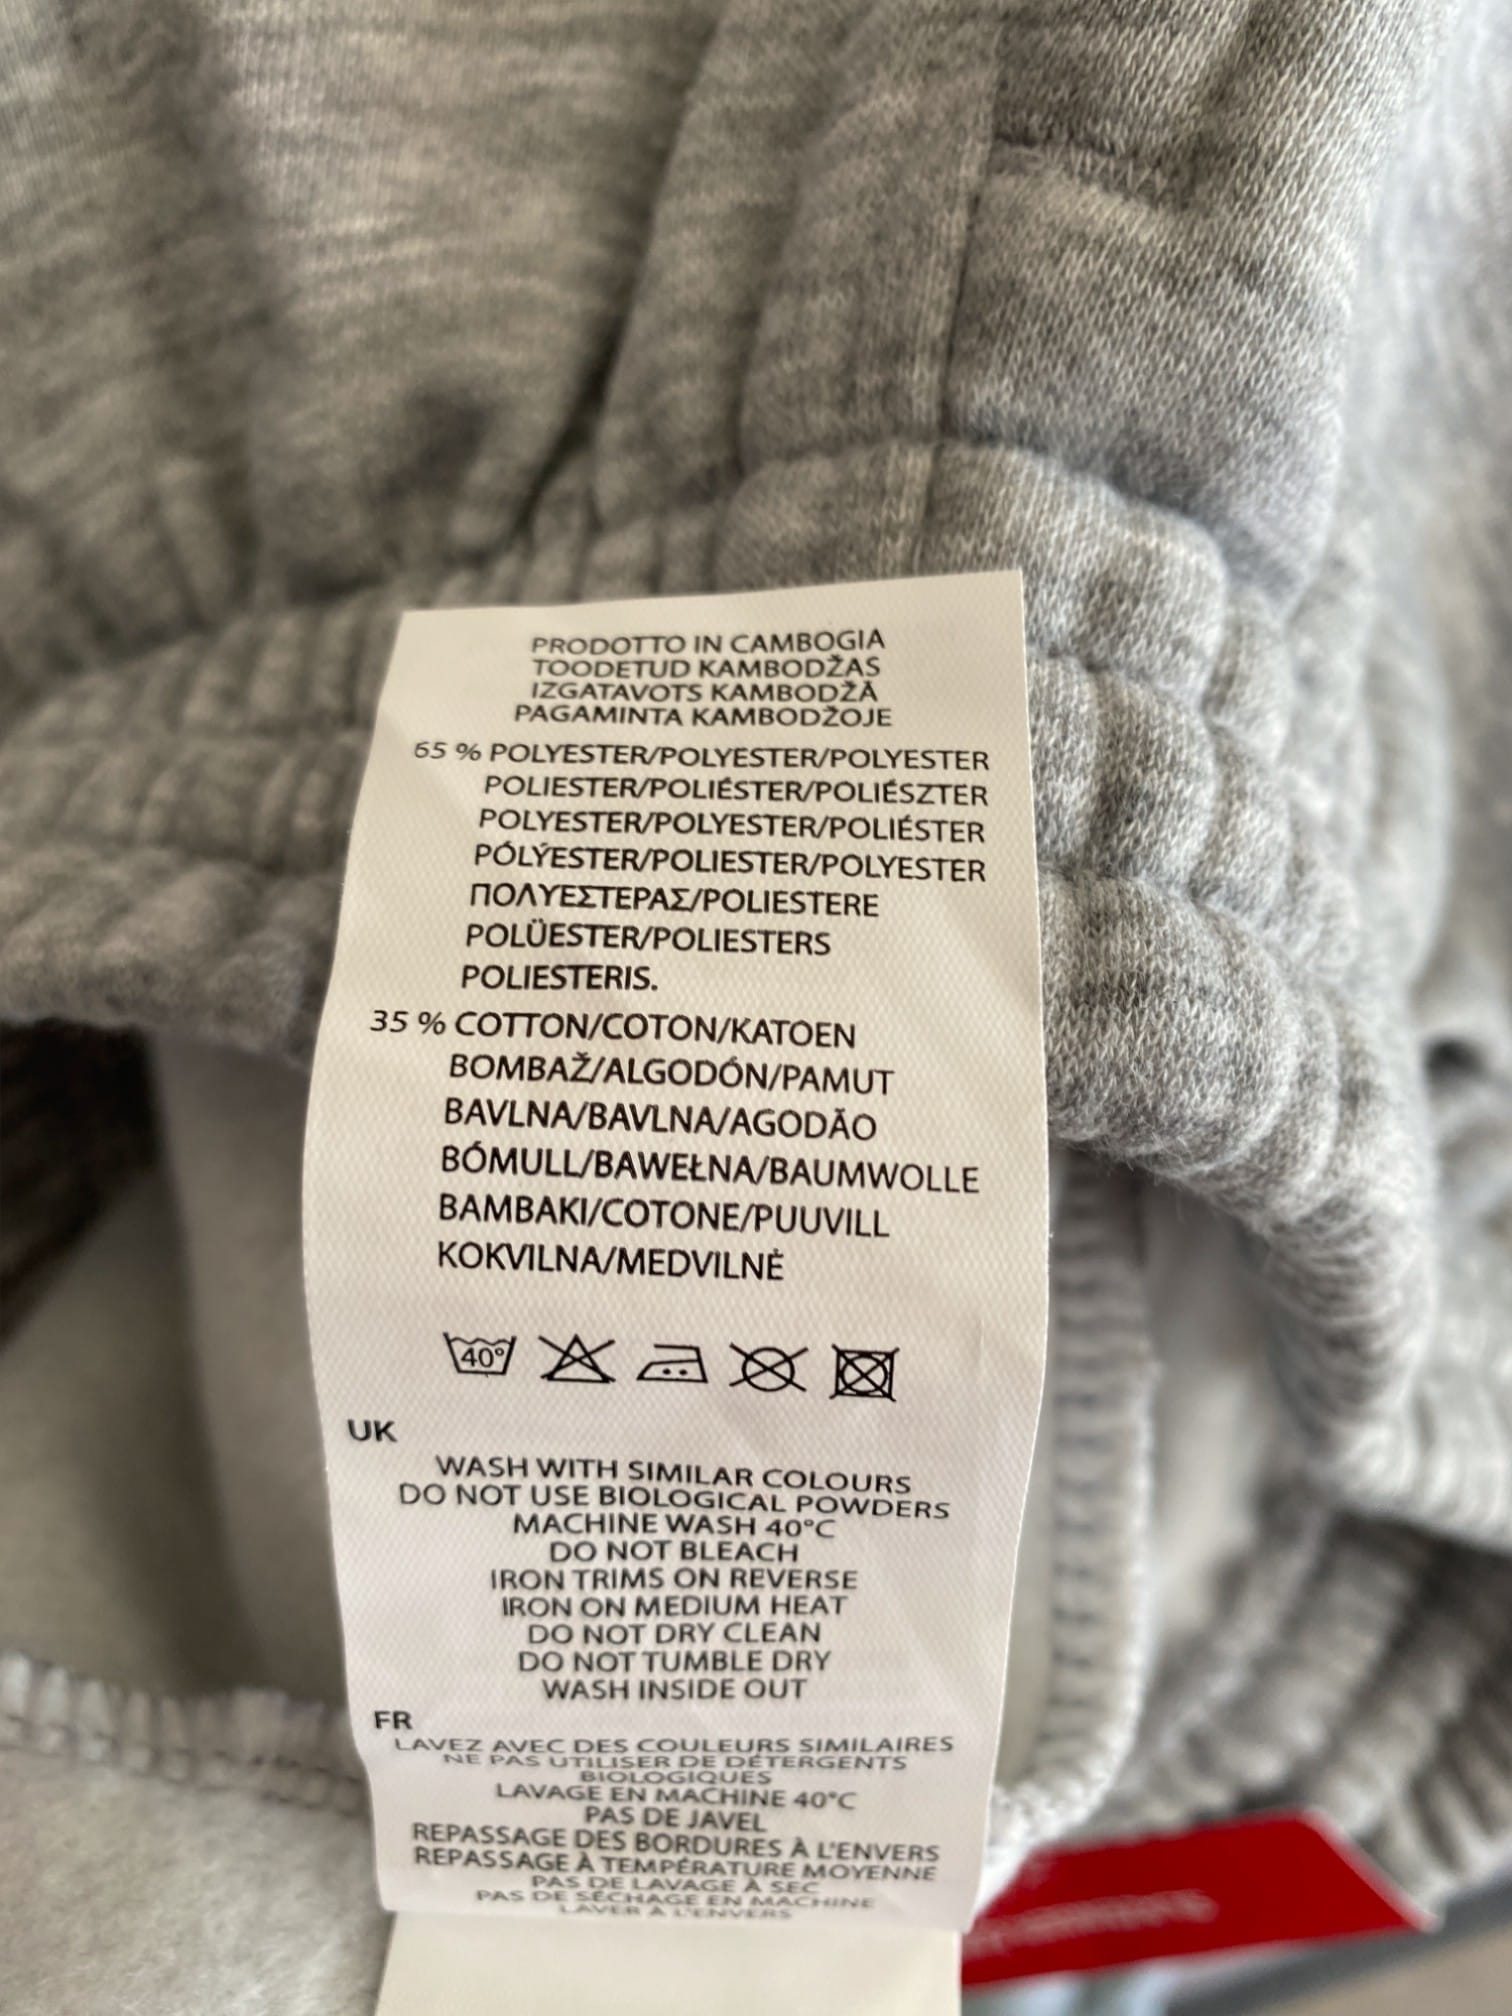 PRODOTTO IN CAMBOGIA
TOODETUD KAMBODŽAS
IZGATAVOTS KAMBODŽĀ
PAGAMINTA KAMBODŽOJE
65 % POLYESTER/POLYESTER/POLYESTER
POLIESTER/POLIÉSTER/POLIÉSZTER
POLYESTER/POLYESTER/POLIÉSTER
PÓLÝESTER/POLIESTER/POLYESTER
ΠΟΛΥΕΣΤΕΡΑΣ/POLIESTERE
POLÜESTER/POLIESTERS
POLIESTERIS.
35 % COTTON/COTON/KATOEN
BOMBAŽ/ALGODÓN/PAMUT
BAVLNA/BAVLNA/AGODÃO
BÓMULL/BAWEŁNA/BAUMWOLLE
BAMBAKI/COTONE/PUUVILL
KOKVILNA/MEDVILNĖ
40°
UK
WASH WITH SIMILAR COLOURS
DO NOT USE BIOLOGICAL POWDERS
MACHINE WASH 40°C
DO NOT BLEACH
IRON TRIMS ON REVERSE
IRON ON MEDIUM HEAT
DO NOT DRY CLEAN
DO NOT TUMBLE DRY
WASH INSIDE OUT
FR
LAVEZ AVEC DES COULEURS SIMILAIRES
NE PAS UTILISER DE DÉTERGENTS
BIOLOGIQUES
LAVAGE EN MACHINE 40°C
PAS DE JAVEL
REPASSAGE DES BORDURES À L'ENVERS
REPASSAGE À TEMPÉRATURE MOYENNE
PAS DE LAVAGE À SEC
PAS DE SÉCHAGE EN MACHINE
LAVER À L'ENVERS